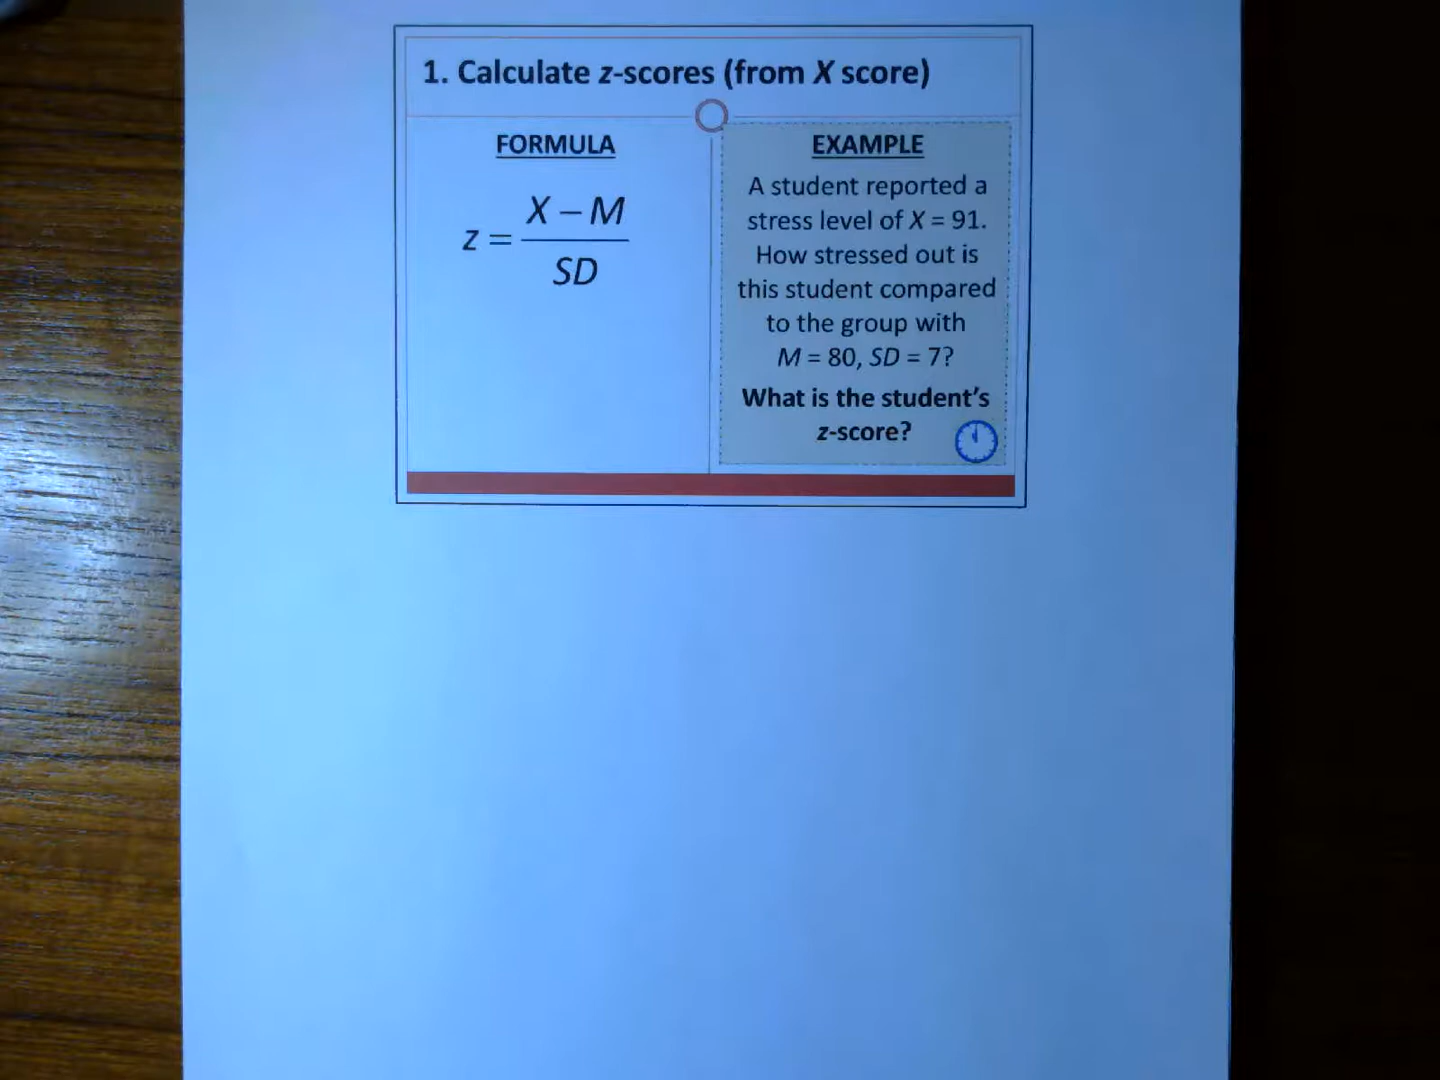 1. Calculate z-scores (from X score)
FORMULA
z = X – M
SD
EXAMPLE
A student reported a
stress level of X = 91.
How stressed out is
this student compared
to the group with
M = 80, SD = 7?
What is the student’s
z-score?